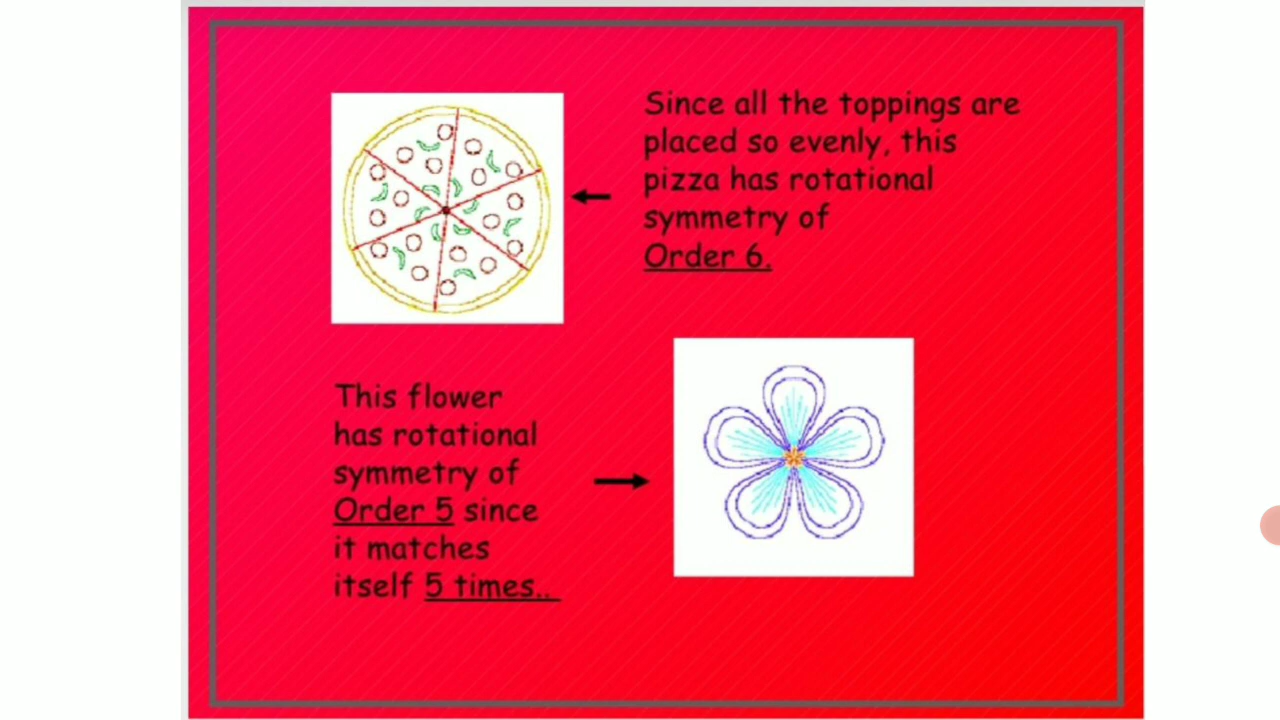 Since all the toppings are
placed so evenly, this
pizza has rotational
symmetry of
Order 6.
This flower
has rotational
symmetry of
Order 5 since
it matches
itself 5 times..